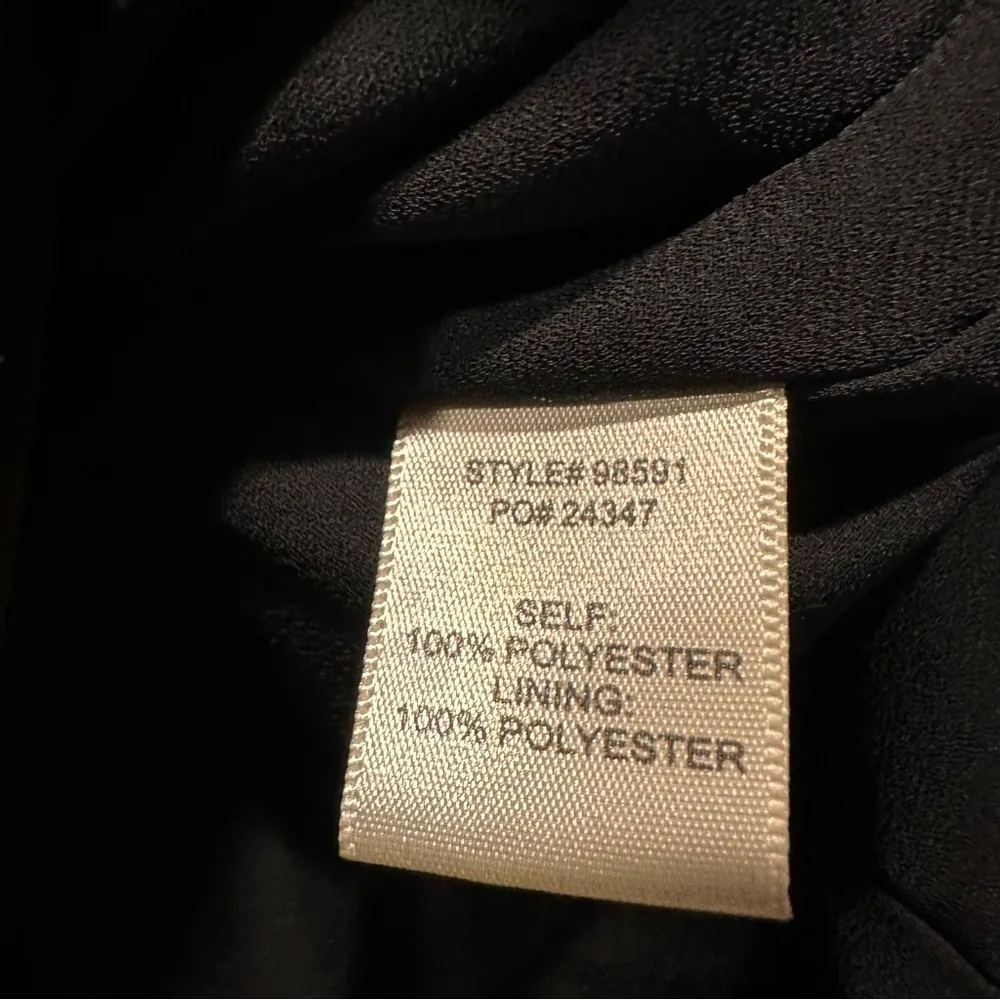 STYLE# 98591
PO# 24347
SELF:
100% POLYESTER
LINING:
100% POLYESTER